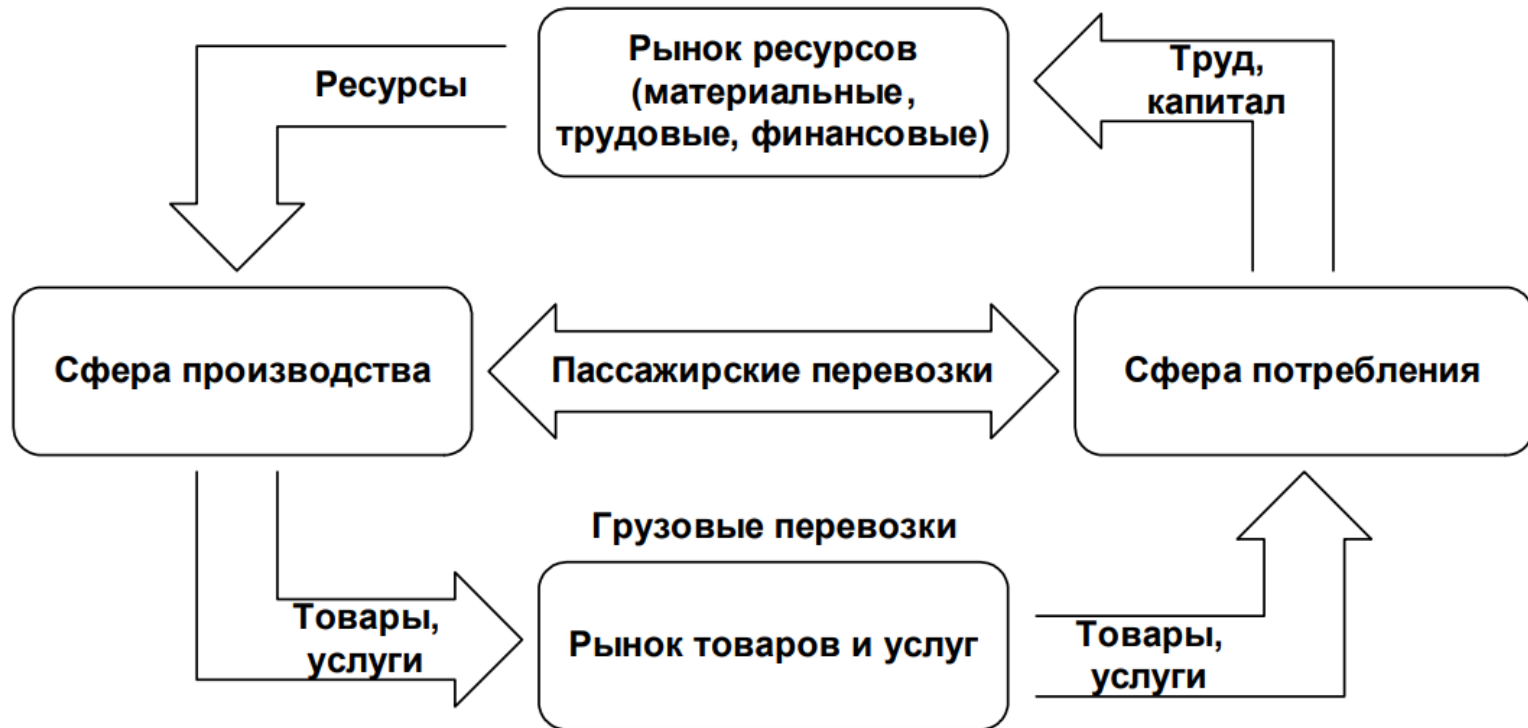 Рынок ресурсов
(материальные,
трудовые, финансовые)
Ресурсы
Труд,
капитал
Сфера производства
Пассажирские перевозки
Сфера потребления
Грузовые перевозки
Товары,
услуги
Рынок товаров и услуг
Товары,
услуги